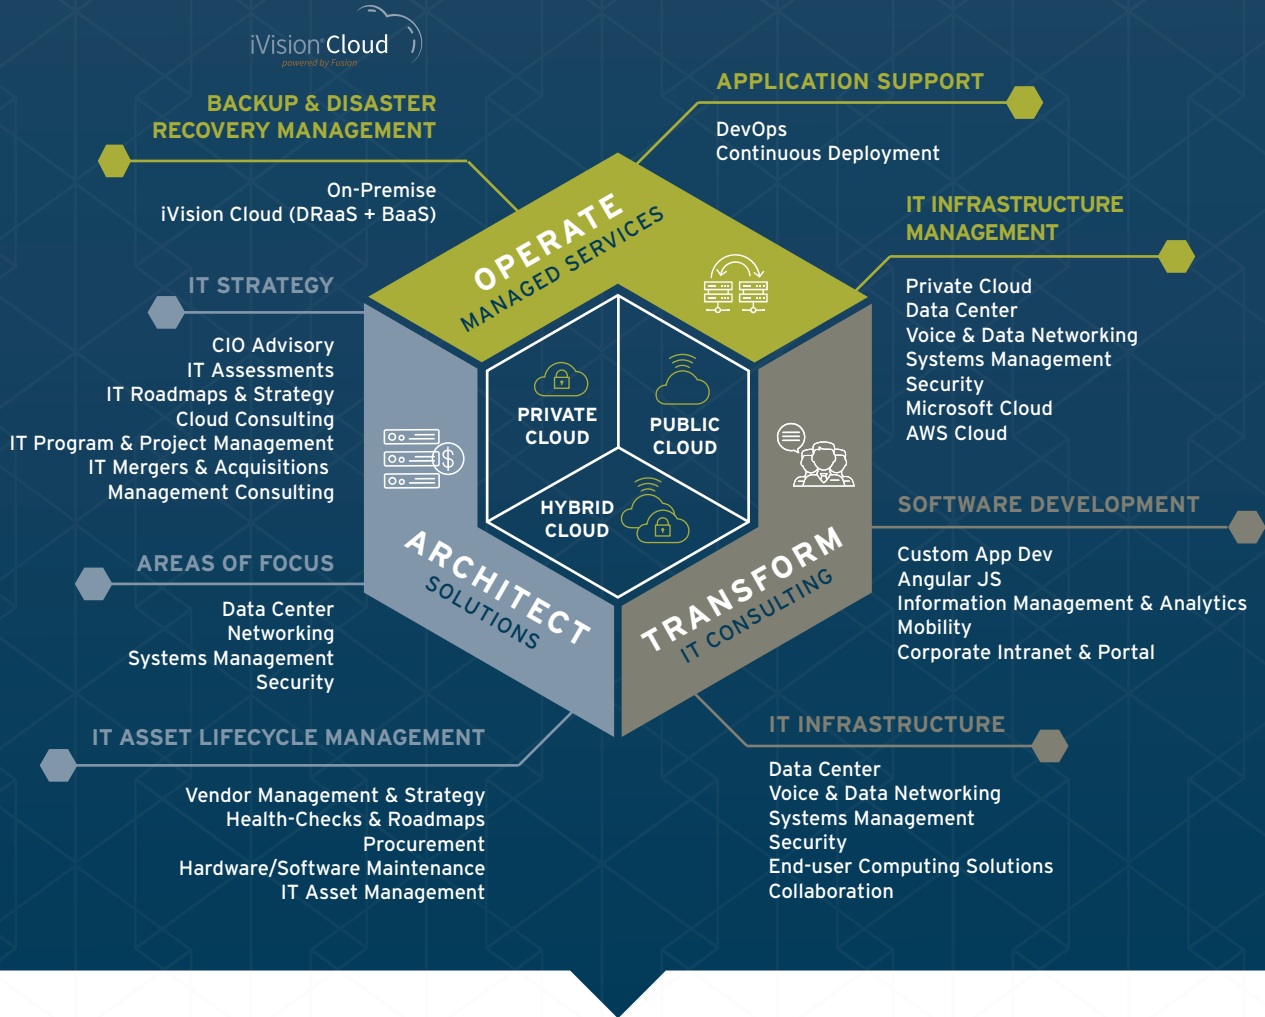 iVision® Cloud
powered by Fusion
BACKUP & DISASTER
RECOVERY MANAGEMENT
On-Premise
iVision Cloud (DRaaS + BaaS)
APPLICATION SUPPORT
DevOps
Continuous Deployment
IT INFRASTRUCTURE
MANAGEMENT
Private Cloud
Data Center
Voice & Data Networking
Systems Management
Security
Microsoft Cloud
AWS Cloud
OPERATE
MANAGED SERVICES
IT STRATEGY
CIO Advisory
IT Assessments
IT Roadmaps & Strategy
Cloud Consulting
IT Program & Project Management
IT Mergers & Acquisitions
Management Consulting
PRIVATE
CLOUD
PUBLIC
CLOUD
HYBRID
CLOUD
ARCHITECT
SOLUTIONS
TRANSFORM
IT CONSULTING
AREAS OF FOCUS
Data Center
Networking
Systems Management
Security
SOFTWARE DEVELOPMENT
Custom App Dev
Angular JS
Information Management & Analytics
Mobility
Corporate Intranet & Portal
IT ASSET LIFECYCLE MANAGEMENT
Vendor Management & Strategy
Health-Checks & Roadmaps
Procurement
Hardware/Software Maintenance
IT Asset Management
IT INFRASTRUCTURE
Data Center
Voice & Data Networking
Systems Management
Security
End-user Computing Solutions
Collaboration